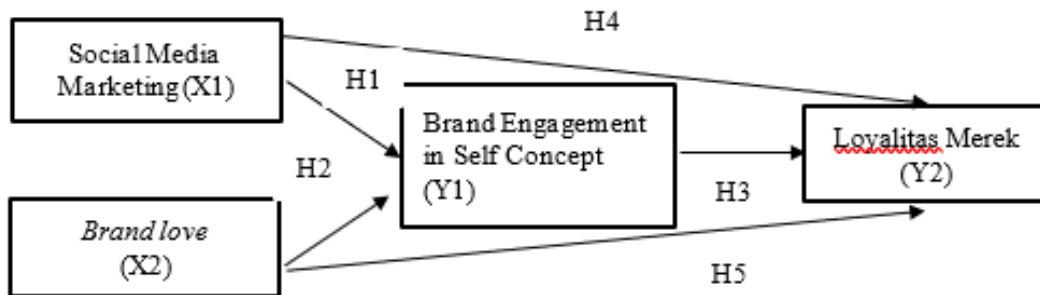 H4
Social Media
Marketing (X1)
H1
Brand Engagement
in Self Concept
(Y1)
Loyalitas Merek
(Y2)
H2
H3
Brand love
(X2)
H5